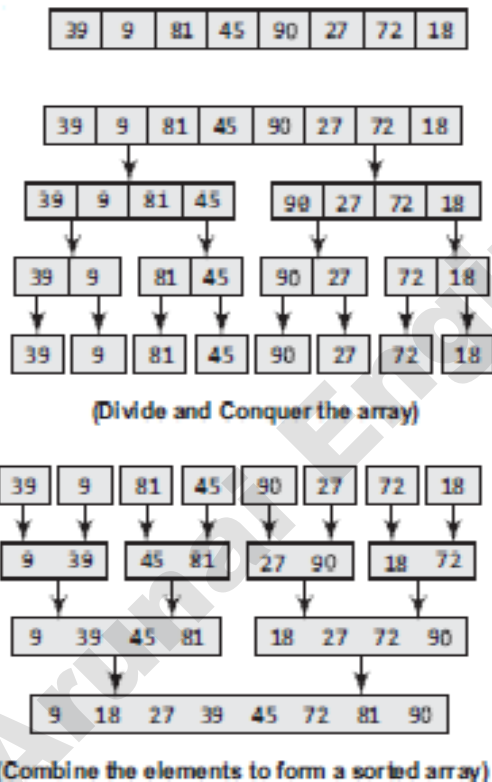 39 9 81 45 90 27 72 18
39 9 81 45 90 27 72 18
39 9 81 45 90 27 72 18
39 9 81 45 90 27 72 18
39 9 81 45 90 27 72 18
(Divide and Conquer the array)
39 9 81 45 90 27 72 18
9 39 45 81 27 90 18 72
9 39 45 81 18 27 72 90
9 18 27 39 45 72 81 90
(Combine the elements to form a sorted array)
Arunai Engi